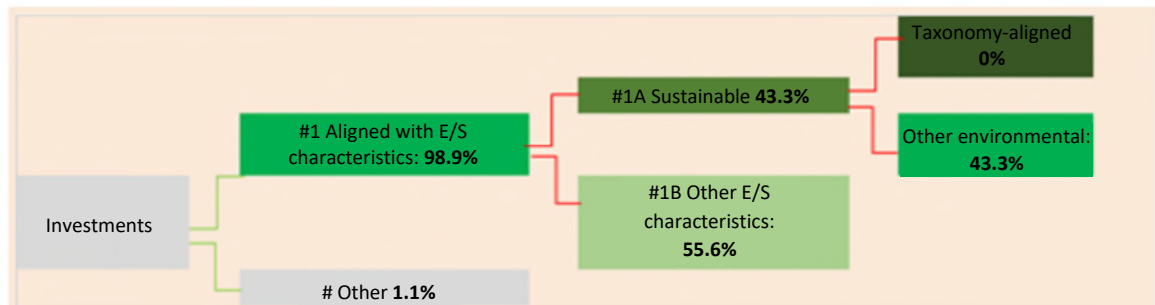 Taxonomy-aligned
0%
#1A Sustainable 43.3%
#1 Aligned with E/S
characteristics: 98.9%
Other environmental:
43.3%
#1B Other E/S
characteristics:
55.6%
Investments
# Other 1.1%